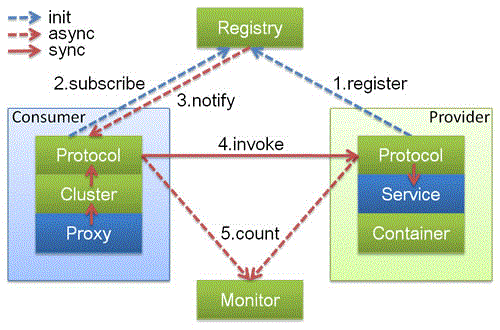 init
async
sync
Registry
2.subscribe
3.notify
1.register
Consumer
Provider
Protocol
4.invoke
Protocol
Cluster
Service
Proxy
5.count
Container
Monitor